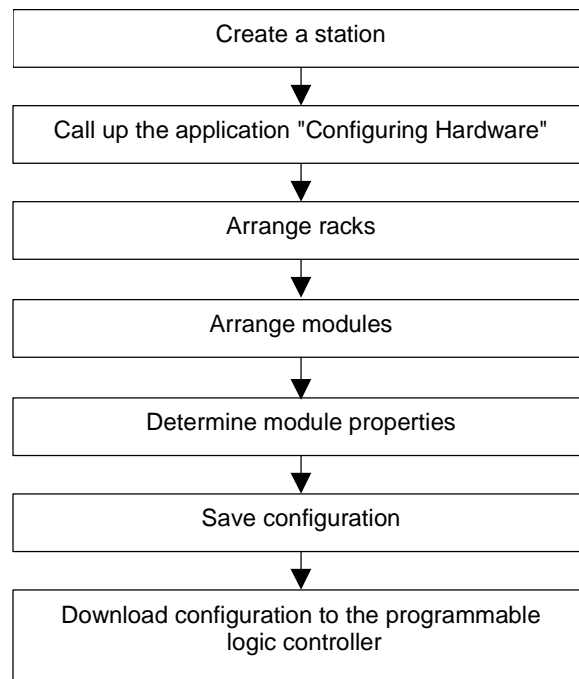 Create a station
Call up the application "Configuring Hardware"
Arrange racks
Arrange modules
Determine module properties
Save configuration
Download configuration to the programmable
logic controller